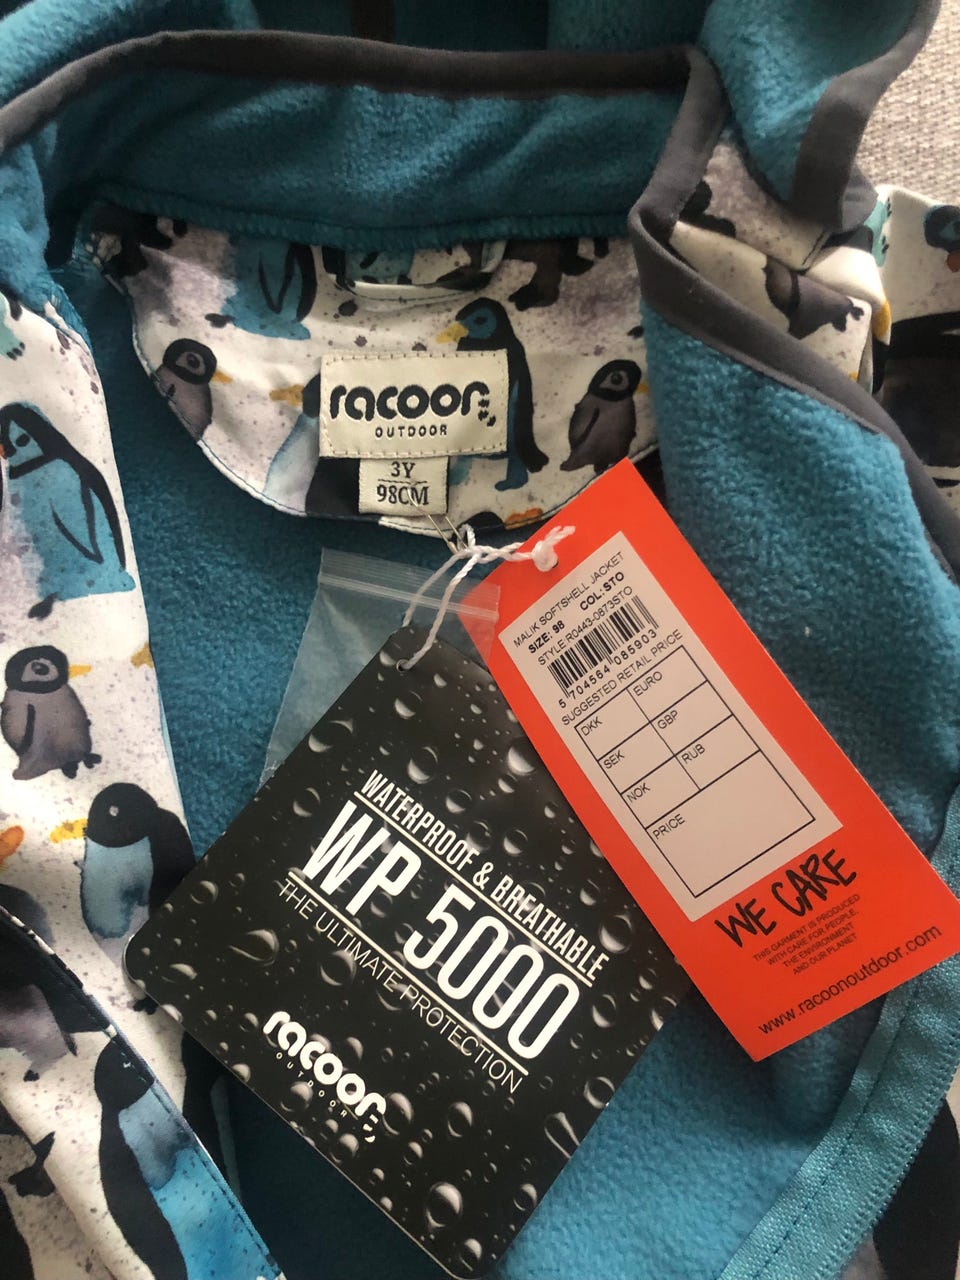 racoon
OUTDOOR
3Y
98CM
MALIK SOFTSHELL JACKET
SIZE: 98 COL: STO
STYLE: R0443-0873STO
5 704564 085903
SUGGESTED RETAIL PRICE
DKK EURO
SEK GBP
NOK RUB
PRICE
WE CARE
THIS GARMENT IS PRODUCED
WITH CARE FOR PEOPLE,
THE ENVIRONMENT
AND OUR PLANET
www.racoonoutdoor.com
WATERPROOF & BREATHABLE
WP 5000
THE ULTIMATE PROTECTION
racoon
OUTDOOR